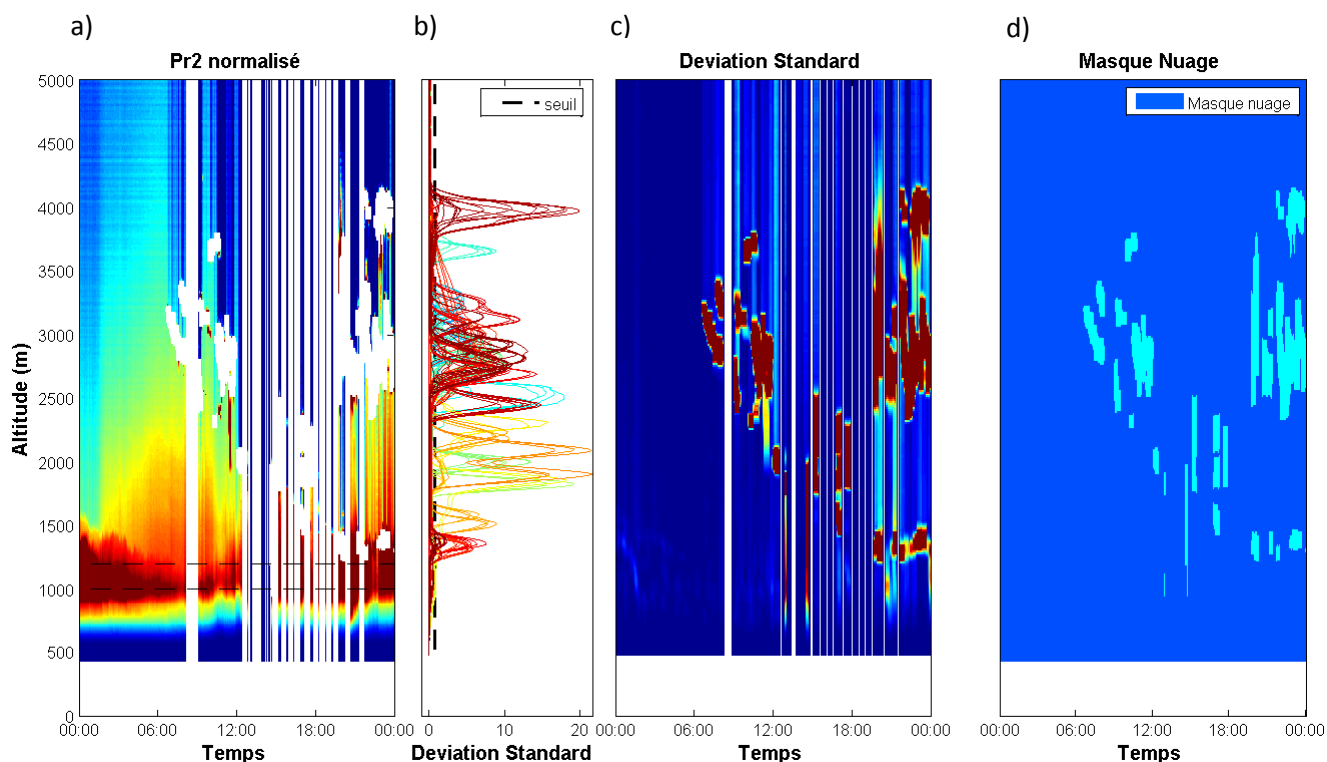 a)
b)
c)
d)
Pr2 normalisé
Deviation Standard
Masque Nuage
5000
4500
4000
3500
3000
2500
2000
1500
1000
500
0
Altitude (m)
seuil
Masque nuage
00:00 06:00 12:00 18:00 00:00
0 10 20
00:00 06:00 12:00 18:00 00:00
00:00 06:00 12:00 18:00 00:00
Temps
Deviation Standard
Temps
Temps